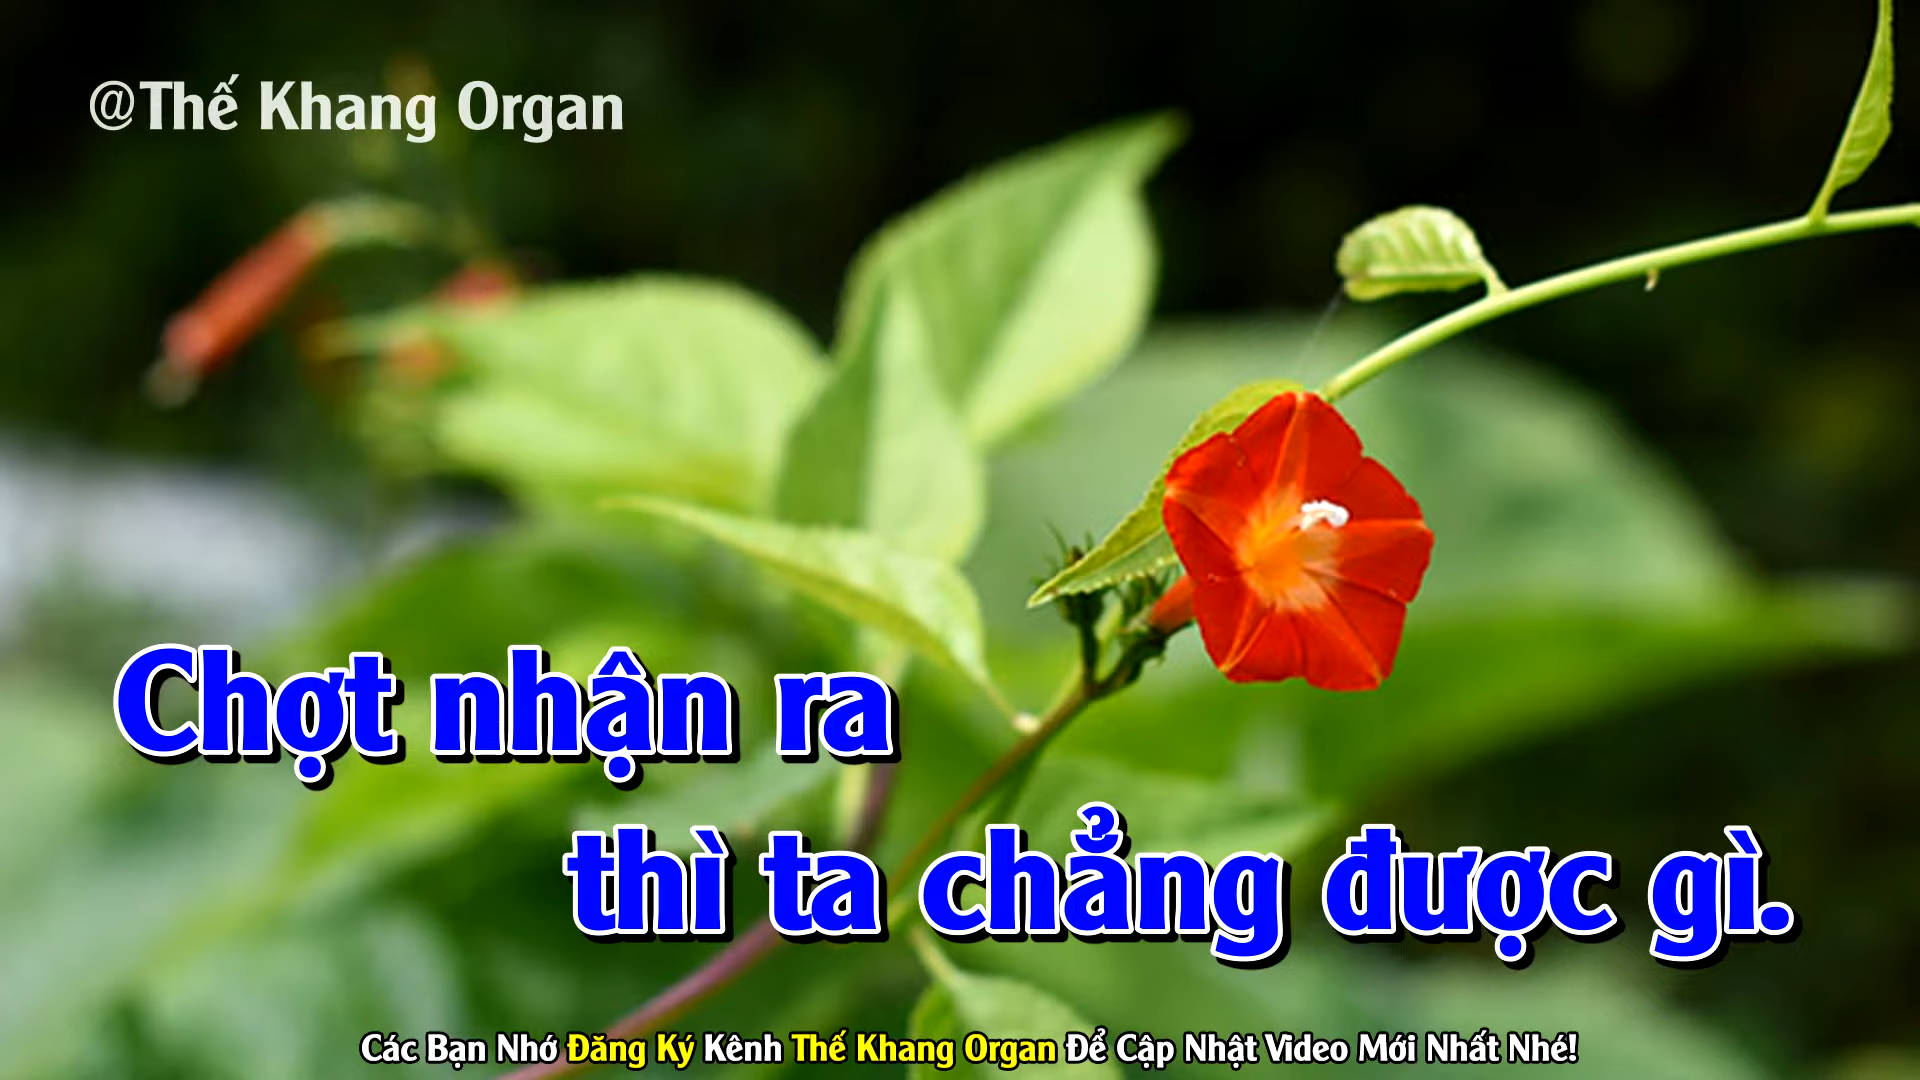 @Thế Khang Organ
Chợt nhận ra
thì ta chẳng được gì.
Các Bạn Nhớ Đăng Ký Kênh Thế Khang Organ Để Cập Nhật Video Mới Nhất Nhé!